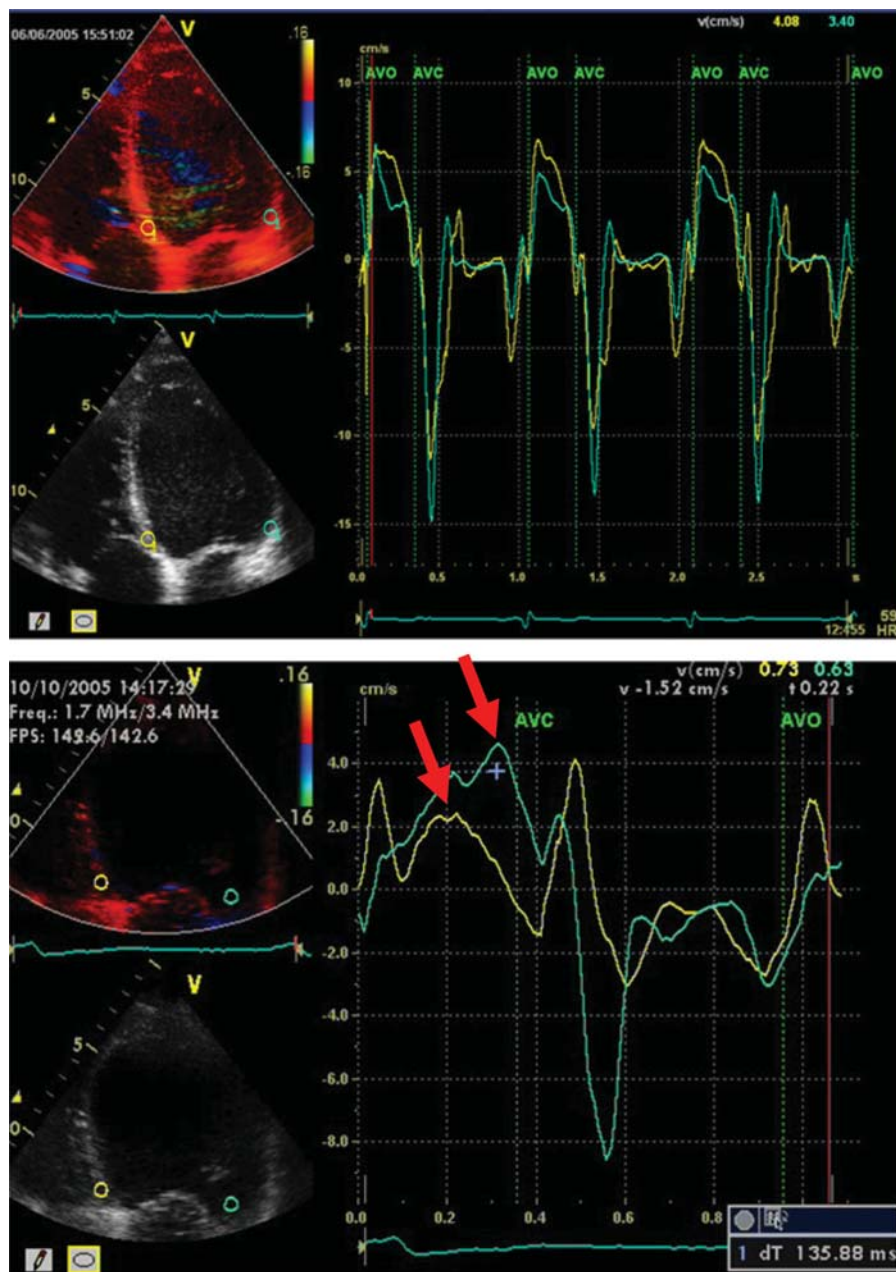 06/06/2005 15:51:02
V
.16
-.16
5
10
V
5
10
v(cm/s) 4.08 3.40
cm/s
AVO AVC AVO AVC AVO AVC AVO
10
5
0
-5
-10
-15
0.0 0.5 1.0 1.5 2.0 2.5 s
59
HR
10/10/2005 14:17:29
Freq.: 1.7 MHz/3.4 MHz
V
.16
-.16
0
V
5
0
v(cm/s) 0.73 0.63
v -1.52 cm/s t 0.22 s
cm/s
AVC AVO
4.0
2.0
0.0
-2.0
-4.0
-6.0
-8.0
0.0 0.2 0.4 0.6 0.8
1 dT 135.88 ms